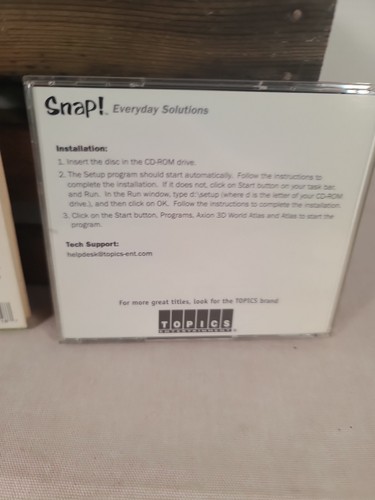 Snap!™ Everyday Solutions
Installation:
1. Insert the disc in the CD-ROM drive.
2. The Setup program should start automatically. Follow the instructions to
complete the installation. If it does not, click on Start button on your task bar,
and Run. In the Run window, type d:\setup (where d is the letter of your CD-ROM
drive.), and then click on OK. Follow the instructions to complete the installation.
3. Click on the Start button, Programs, Axion 3D World Atlas and Atlas to start the
program.
Tech Support:
helpdesk@topics-ent.com
For more great titles, look for the TOPICS brand
TOPICS
ENTERTAINMENT®